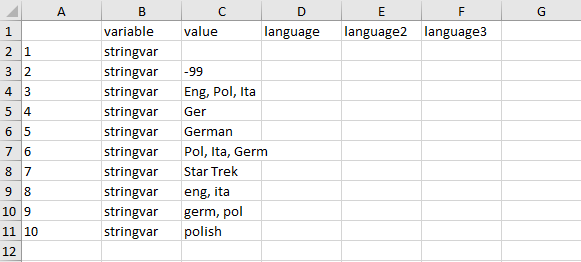 A B C D E F G
1 variable value language language2 language3
2 1 stringvar
3 2 stringvar -99
4 3 stringvar Eng, Pol, Ita
5 4 stringvar Ger
6 5 stringvar German
7 6 stringvar Pol, Ita, Germ
8 7 stringvar Star Trek
9 8 stringvar eng, ita
10 9 stringvar germ, pol
11 10 stringvar polish
12